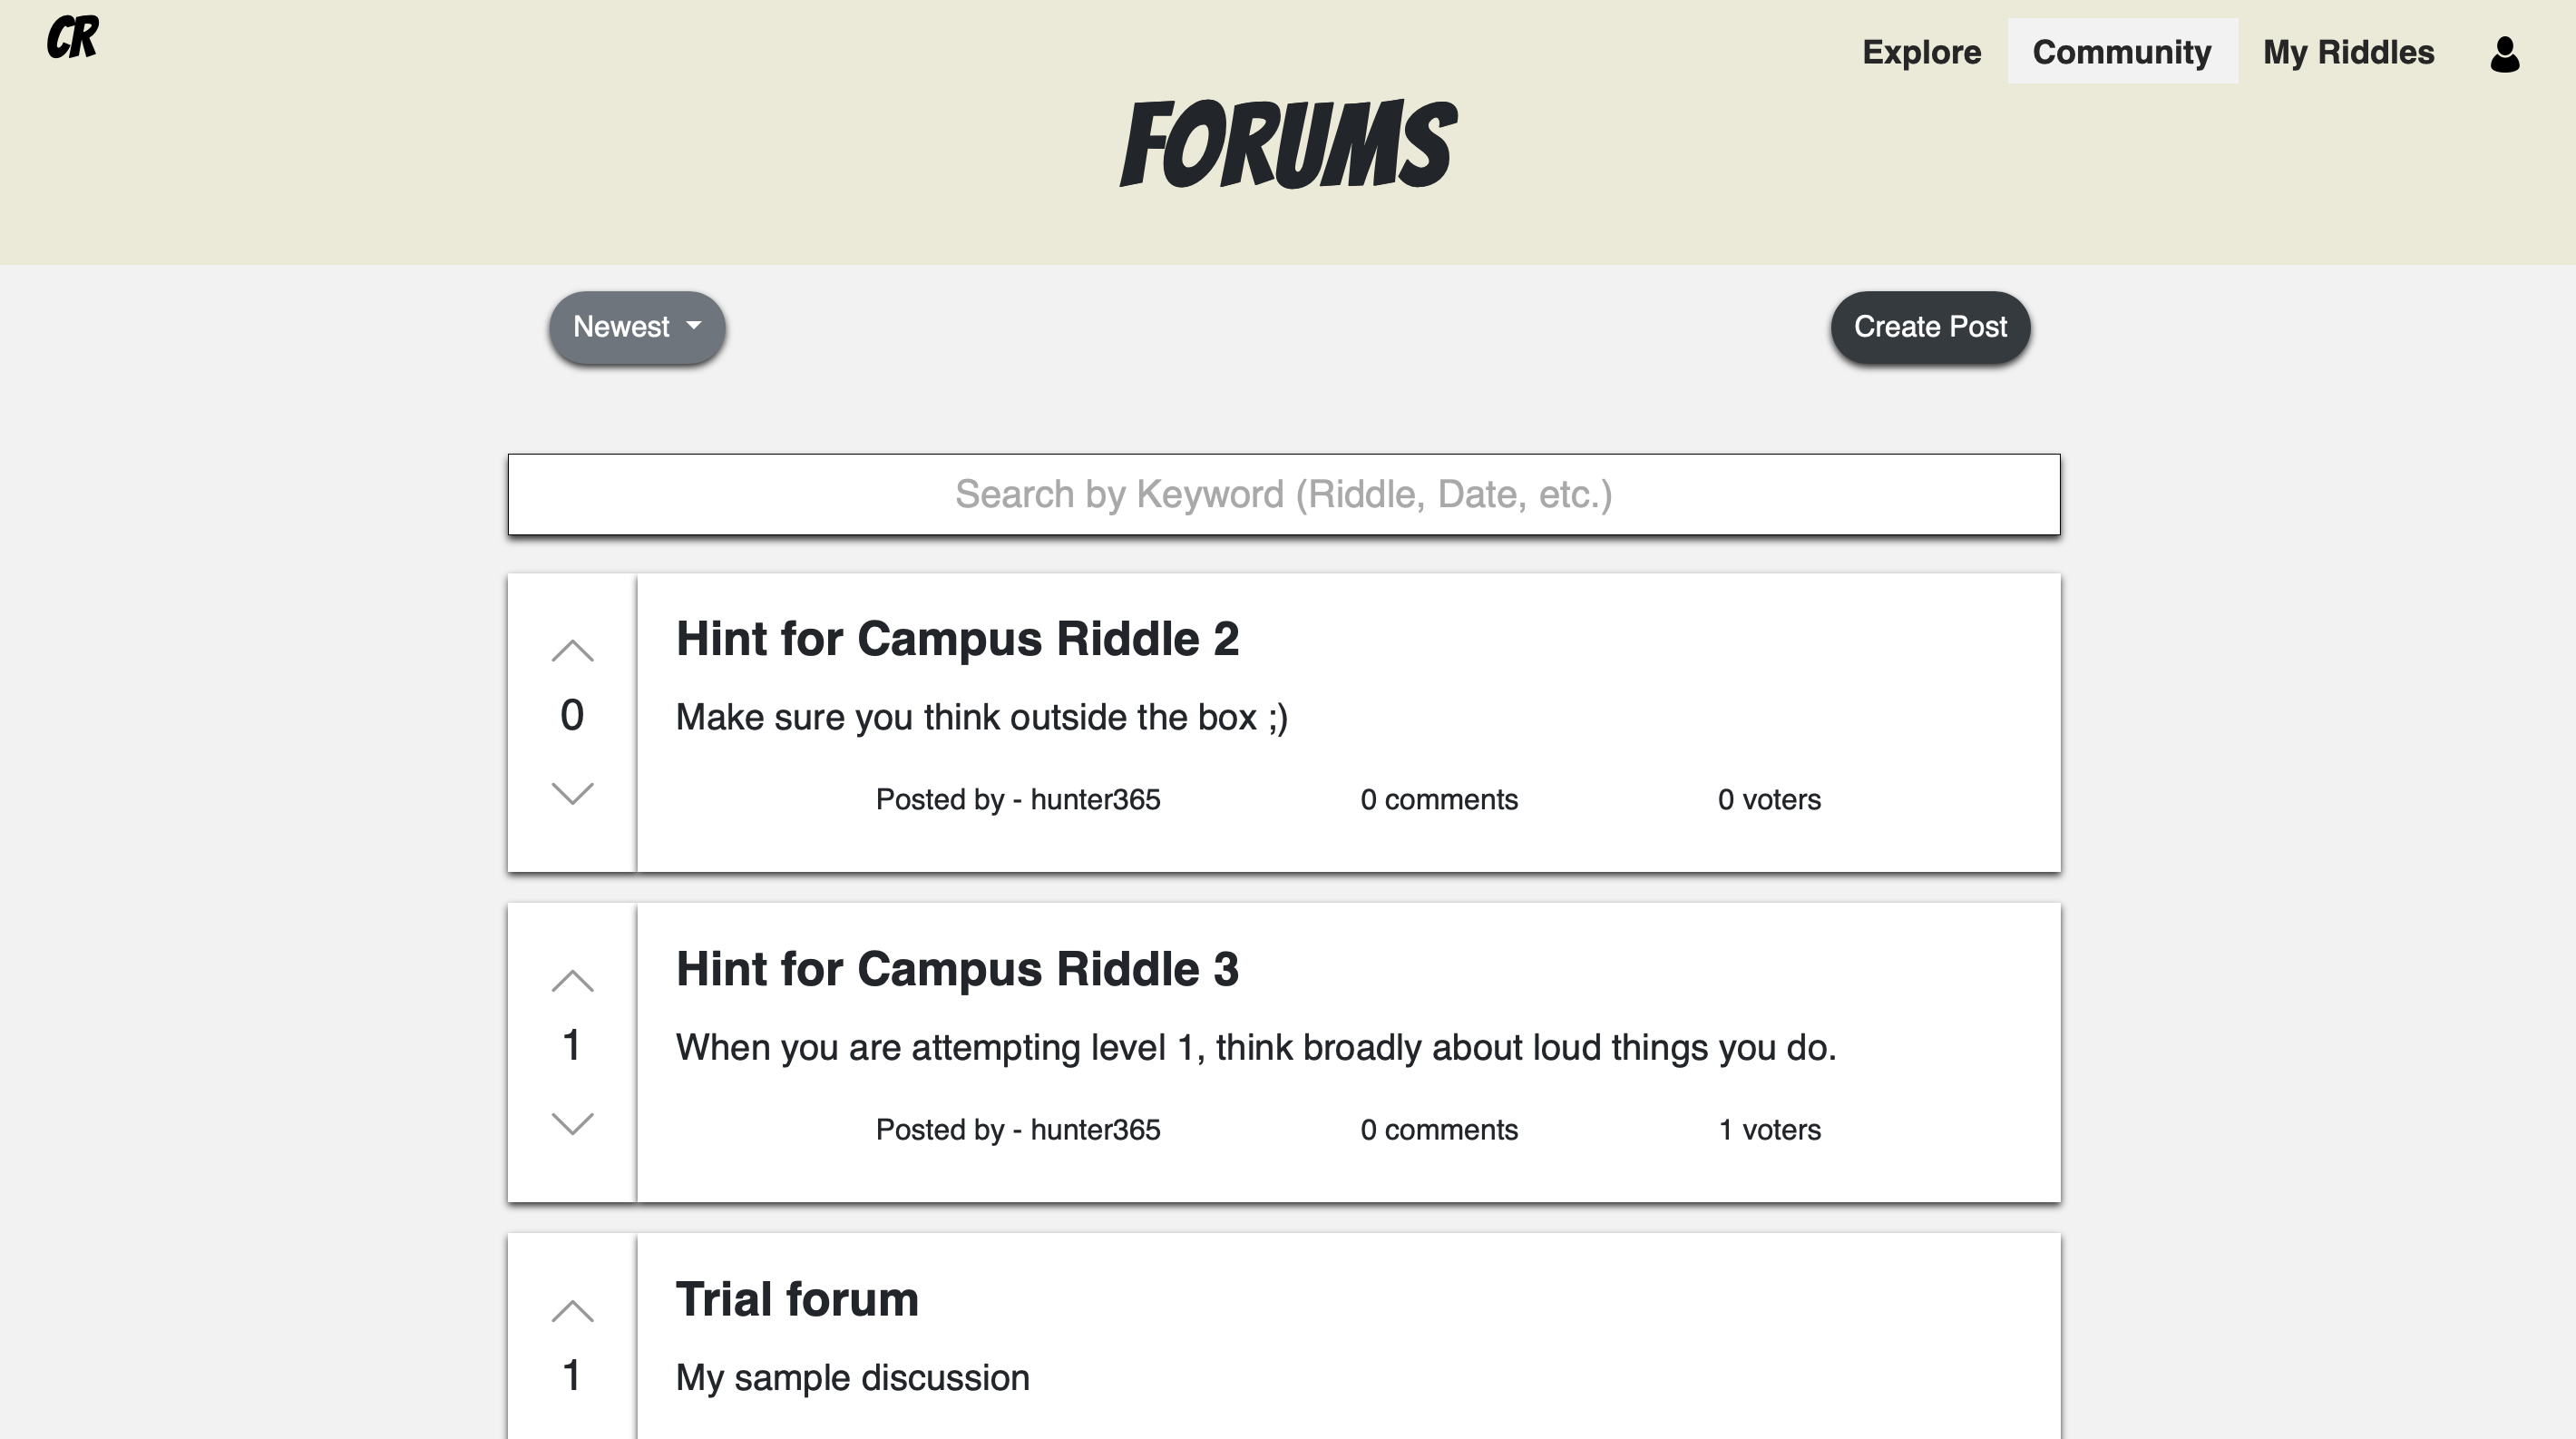 CR
Explore Community My Riddles
FORUMS
Newest
Create Post
Search by Keyword (Riddle, Date, etc.)
Hint for Campus Riddle 2
0
Make sure you think outside the box ;)
Posted by - hunter365 0 comments 0 voters
Hint for Campus Riddle 3
1
When you are attempting level 1, think broadly about loud things you do.
Posted by - hunter365 0 comments 1 voters
Trial forum
1
My sample discussion